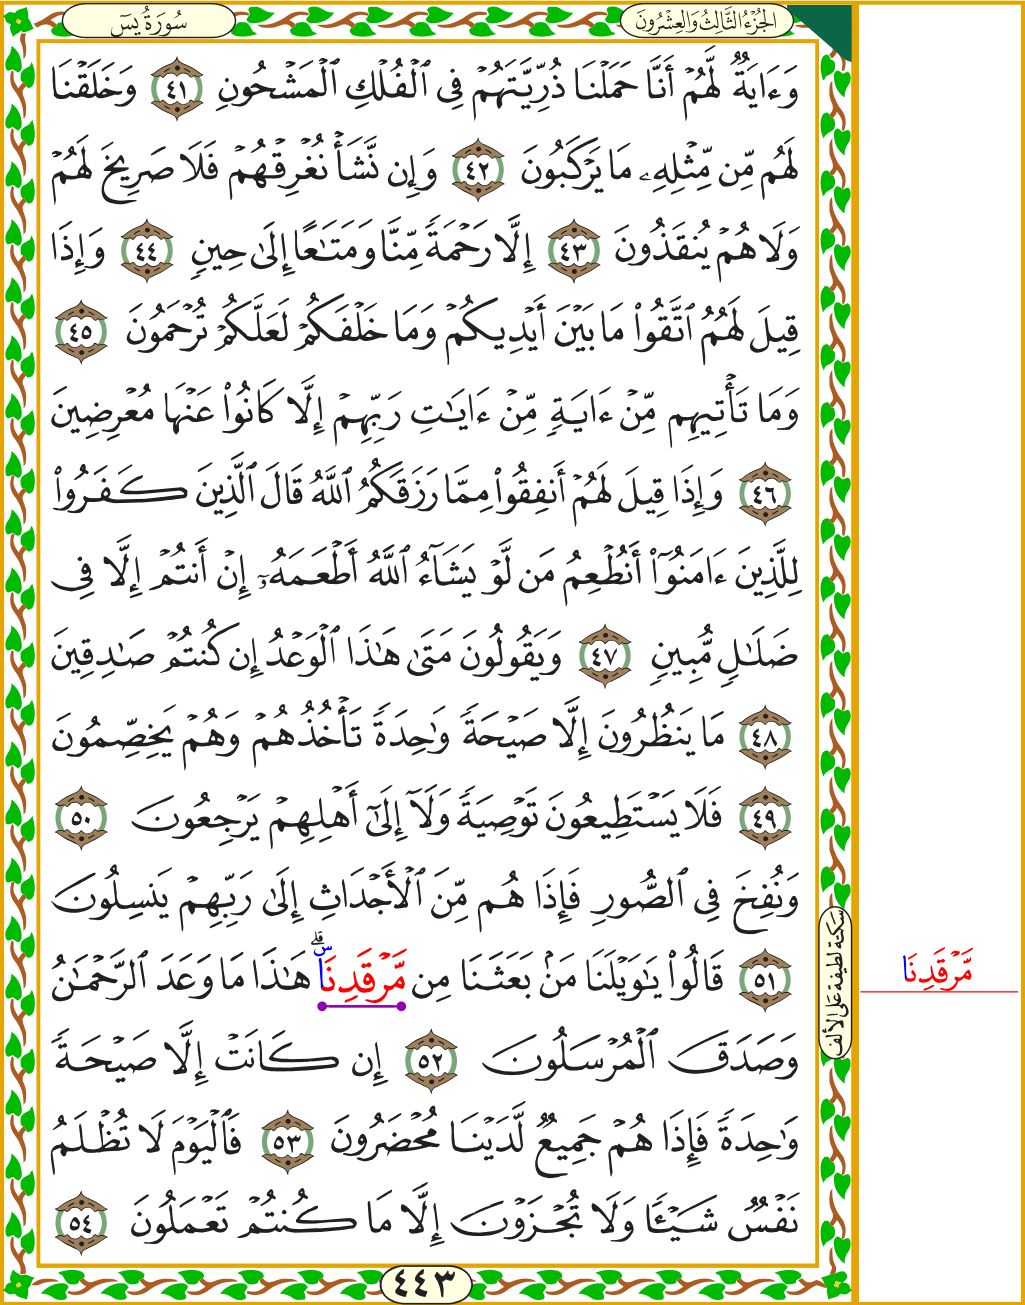 الجُزْءُ الثَّالِثُ وَالعِشْرُونَ
سُورَةُ يسٓ
وَءَايَةٌ لَّهُمْ أَنَّا حَمَلْنَا ذُرِّيَّتَهُمْ فِي ٱلْفُلْكِ ٱلْمَشْحُونِ ٤١ وَخَلَقْنَا
لَهُم مِّن مِّثْلِهِۦ مَا يَرْكَبُونَ ٤٢ وَإِن نَّشَأْ نُغْرِقْهُمْ فَلَا صَرِيخَ لَهُمْ
وَلَا هُمْ يُنقَذُونَ ٤٣ إِلَّا رَحْمَةً مِّنَّا وَمَتَٰعًا إِلَىٰ حِينٍ ٤٤ وَإِذَا
قِيلَ لَهُمُ ٱتَّقُوا۟ مَا بَيْنَ أَيْدِيكُمْ وَمَا خَلْفَكُمْ لَعَلَّكُمْ تُرْحَمُونَ ٤٥
وَمَا تَأْتِيهِم مِّنْ ءَايَةٍ مِّنْ ءَايَٰتِ رَبِّهِمْ إِلَّا كَانُوا۟ عَنْهَا مُعْرِضِينَ
٤٦ وَإِذَا قِيلَ لَهُمْ أَنفِقُوا۟ مِمَّا رَزَقَكُمُ ٱللَّهُ قَالَ ٱلَّذِينَ كَفَرُوا۟
لِلَّذِينَ ءَامَنُوٓا۟ أَنُطْعِمُ مَن لَّوْ يَشَآءُ ٱللَّهُ أَطْعَمَهُۥٓ إِنْ أَنتُمْ إِلَّا فِي
ضَلَٰلٍ مُّبِينٍ ٤٧ وَيَقُولُونَ مَتَىٰ هَٰذَا ٱلْوَعْدُ إِن كُنتُمْ صَٰدِقِينَ
٤٨ مَا يَنظُرُونَ إِلَّا صَيْحَةً وَٰحِدَةً تَأْخُذُهُمْ وَهُمْ يَخِصِّمُونَ
٤٩ فَلَا يَسْتَطِيعُونَ تَوْصِيَةً وَلَآ إِلَىٰٓ أَهْلِهِمْ يَرْجِعُونَ ٥٠
وَنُفِخَ فِي ٱلصُّورِ فَإِذَا هُم مِّنَ ٱلْأَجْدَاثِ إِلَىٰ رَبِّهِمْ يَنسِلُونَ
٥١ قَالُوا۟ يَٰوَيْلَنَا مَنۢ بَعَثَنَا مِن مَّرْقَدِنَاۜۗ هَٰذَا مَا وَعَدَ ٱلرَّحْمَٰنُ
وَصَدَقَ ٱلْمُرْسَلُونَ ٥٢ إِن كَانَتْ إِلَّا صَيْحَةً
وَٰحِدَةً فَإِذَا هُمْ جَمِيعٌ لَّدَيْنَا مُحْضَرُونَ ٥٣ فَٱلْيَوْمَ لَا تُظْلَمُ
نَفْسٌ شَيْـًٔا وَلَا تُجْزَوْنَ إِلَّا مَا كُنتُمْ تَعْمَلُونَ ٥٤
٤٤٣
سكتة لطيفة على الألف
مَّرْقَدِنَا